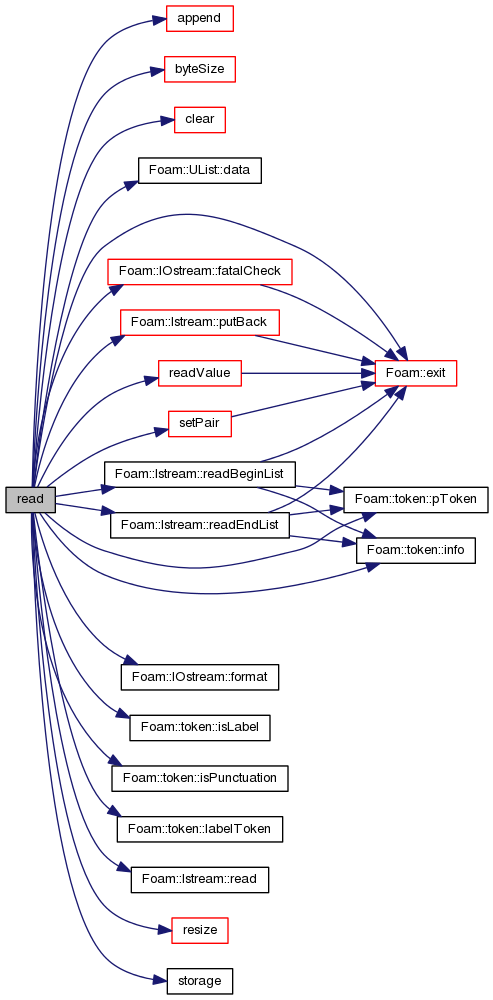 append
byteSize
clear
Foam::UList::data
Foam::IOstream::fatalCheck
Foam::Istream::putBack
readValue
Foam::exit
setPair
Foam::Istream::readBeginList
read
Foam::token::pToken
Foam::Istream::readEndList
Foam::token::info
Foam::IOstream::format
Foam::token::isLabel
Foam::token::isPunctuation
Foam::token::labelToken
Foam::Istream::read
resize
storage